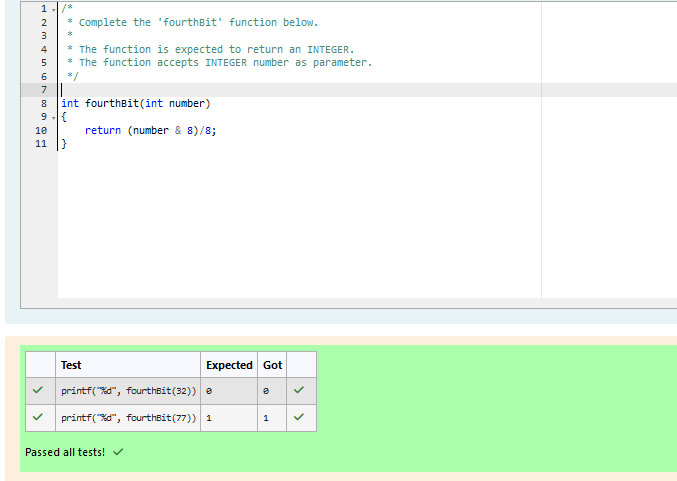 1 /*
2 * Complete the 'fourthBit' function below.
3 *
4 * The function is expected to return an INTEGER.
5 * The function accepts INTEGER number as parameter.
6 */
7
8 int fourthBit(int number)
9 {
10 return (number & 8)/8;
11 }
Test Expected Got
printf("%d", fourthBit(32)) 0 0
printf("%d", fourthBit(77)) 1 1
Passed all tests!